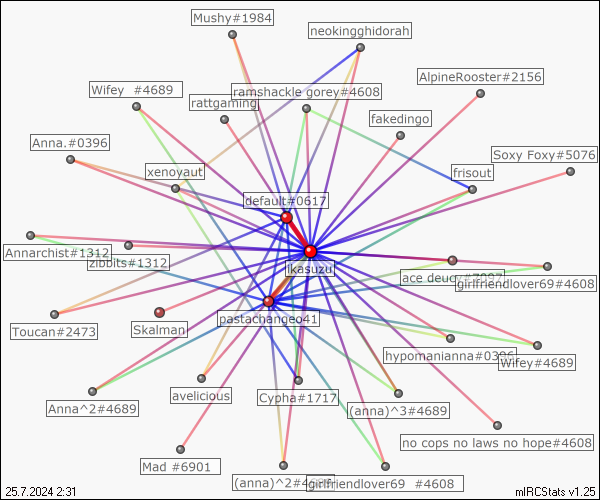 Mushy#1984
neokingghidorah
AlpineRooster#2156
Wifey  #4689
ramshackle gorey#4608
rattgaming
fakedingo
Anna.#0396
Soxy Foxy#5076
xenoyaut
frisout
default#0617
Annarchist#1312
zibbits#1312
ikasuzu
ace deucy
girlfriendlover69#4608
pastachangeo41
Toucan#2473
Skalman
hypomanianna#0396
Wifey#4689
avelicious
Cypha#1717
Anna^2#4689
(anna)^3#4689
no cops no laws no hope#4608
Mad #6901
(anna)^2#4689
girlfriendlover69  #4608
25.7.2024 2:31
mIRCStats v1.25